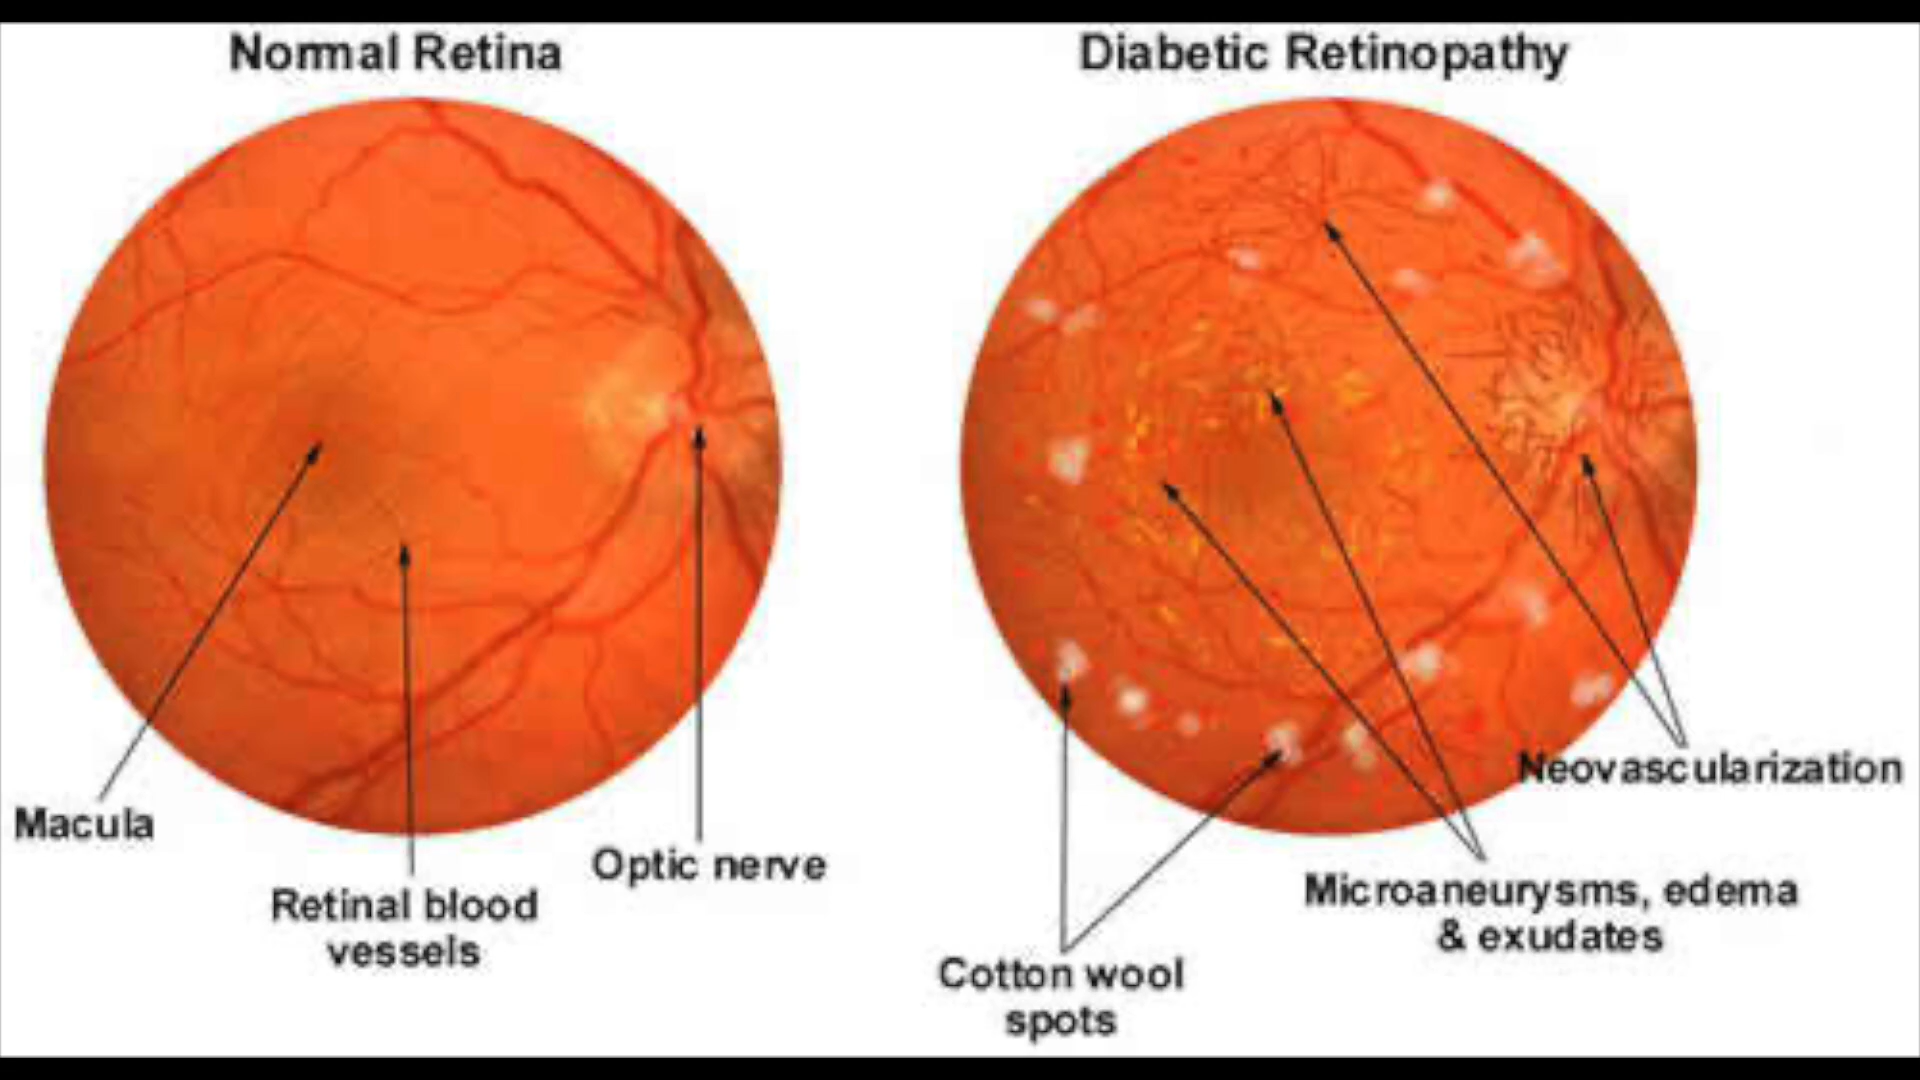 Normal Retina
Macula
Retinal blood
vessels
Optic nerve
Diabetic Retinopathy
Neovascularization
Microaneurysms, edema
& exudates
Cotton wool
spots